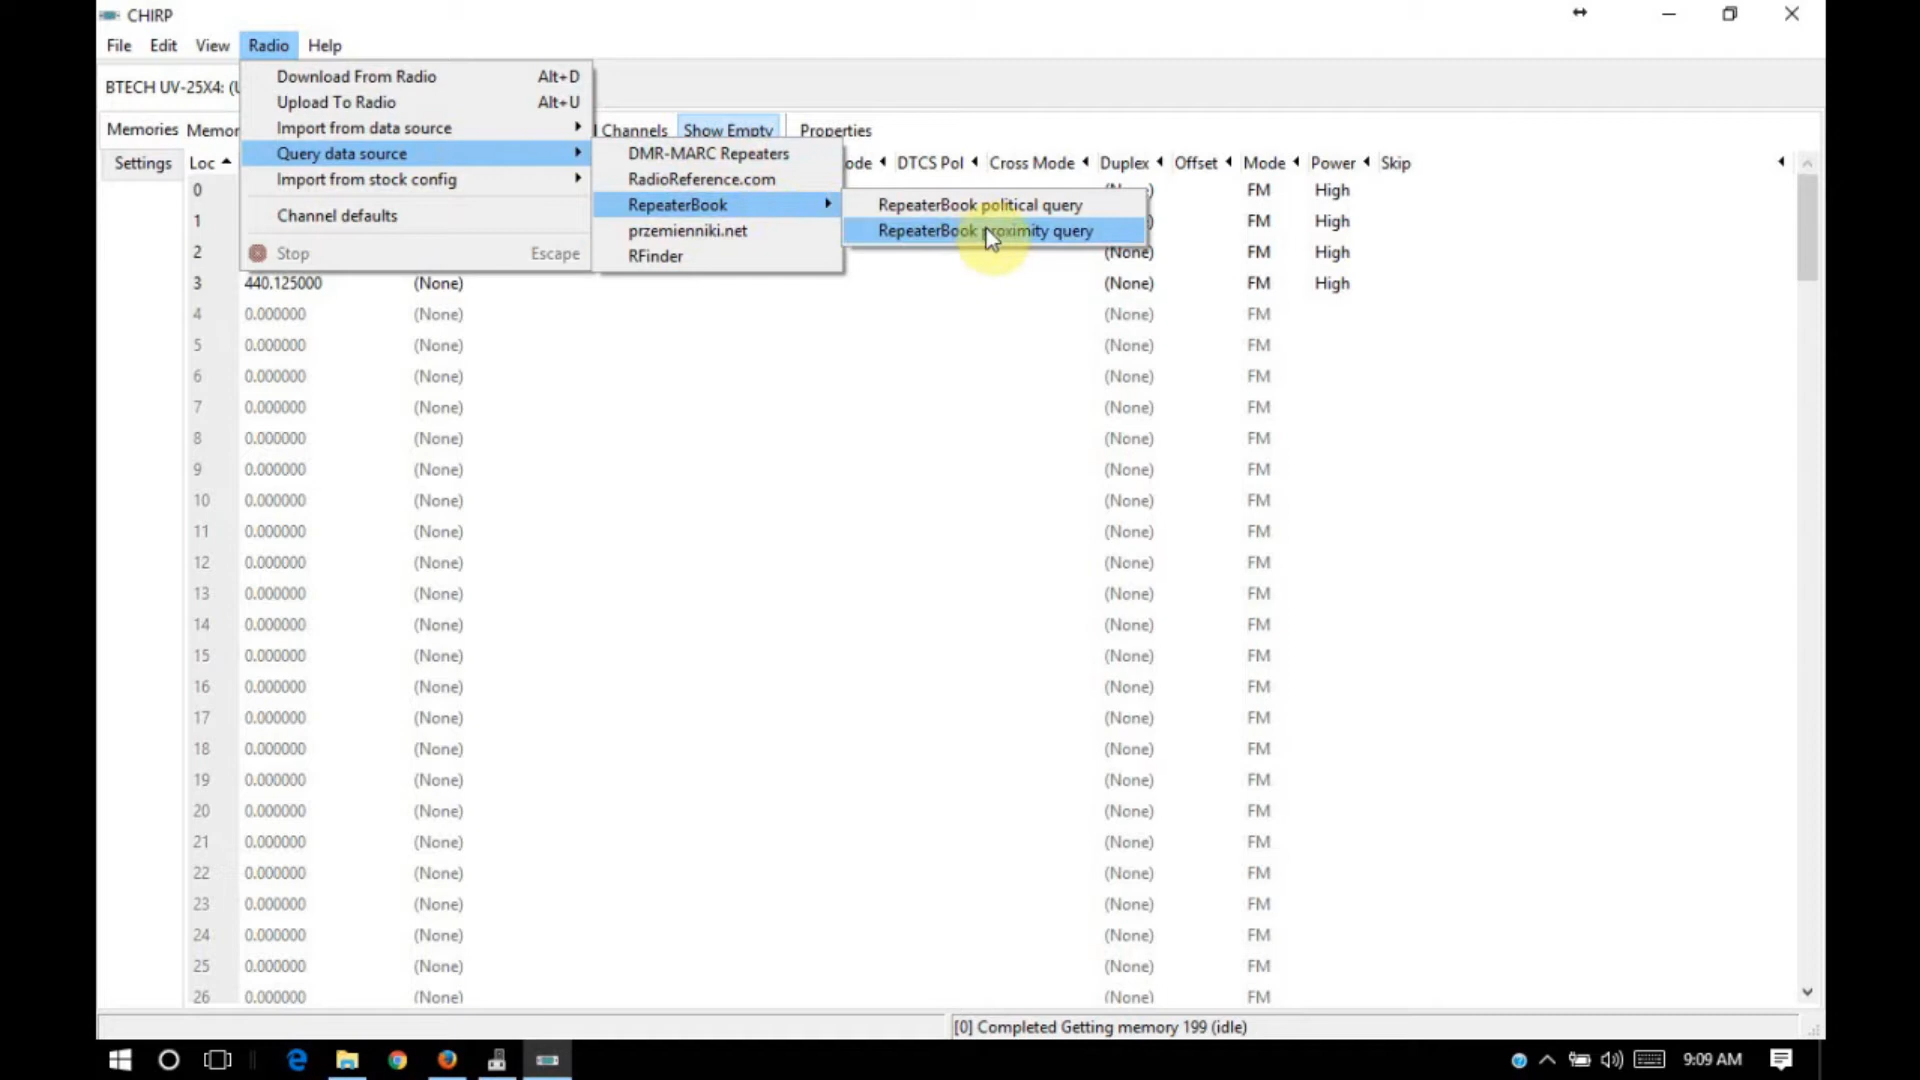 CHIRP
File Edit View Radio Help
BTECH UV-25X4: (U
Download From Radio Alt+D
Upload To Radio Alt+U
Import from data source
Query data source
Import from stock config
Channel defaults
Stop Escape
DMR-MARC Repeaters
RadioReference.com
RepeaterBook
przemienniki.net
RFinder
RepeaterBook political query
RepeaterBook proximity query
Memories Memor l Channels Show Empty Properties
Settings Loc ode DTCS Pol Cross Mode Duplex Offset Mode Power Skip
0 FM High
1 FM High
2 (None) FM High
3 440.125000 (None) (None) FM High
4 0.000000 (None) (None) FM
5 0.000000 (None) (None) FM
6 0.000000 (None) (None) FM
7 0.000000 (None) (None) FM
8 0.000000 (None) (None) FM
9 0.000000 (None) (None) FM
10 0.000000 (None) (None) FM
11 0.000000 (None) (None) FM
12 0.000000 (None) (None) FM
13 0.000000 (None) (None) FM
14 0.000000 (None) (None) FM
15 0.000000 (None) (None) FM
16 0.000000 (None) (None) FM
17 0.000000 (None) (None) FM
18 0.000000 (None) (None) FM
19 0.000000 (None) (None) FM
20 0.000000 (None) (None) FM
21 0.000000 (None) (None) FM
22 0.000000 (None) (None) FM
23 0.000000 (None) (None) FM
24 0.000000 (None) (None) FM
25 0.000000 (None) (None) FM
26 0.000000 (None) (None) FM
[0] Completed Getting memory 199 (idle)
9:09 AM